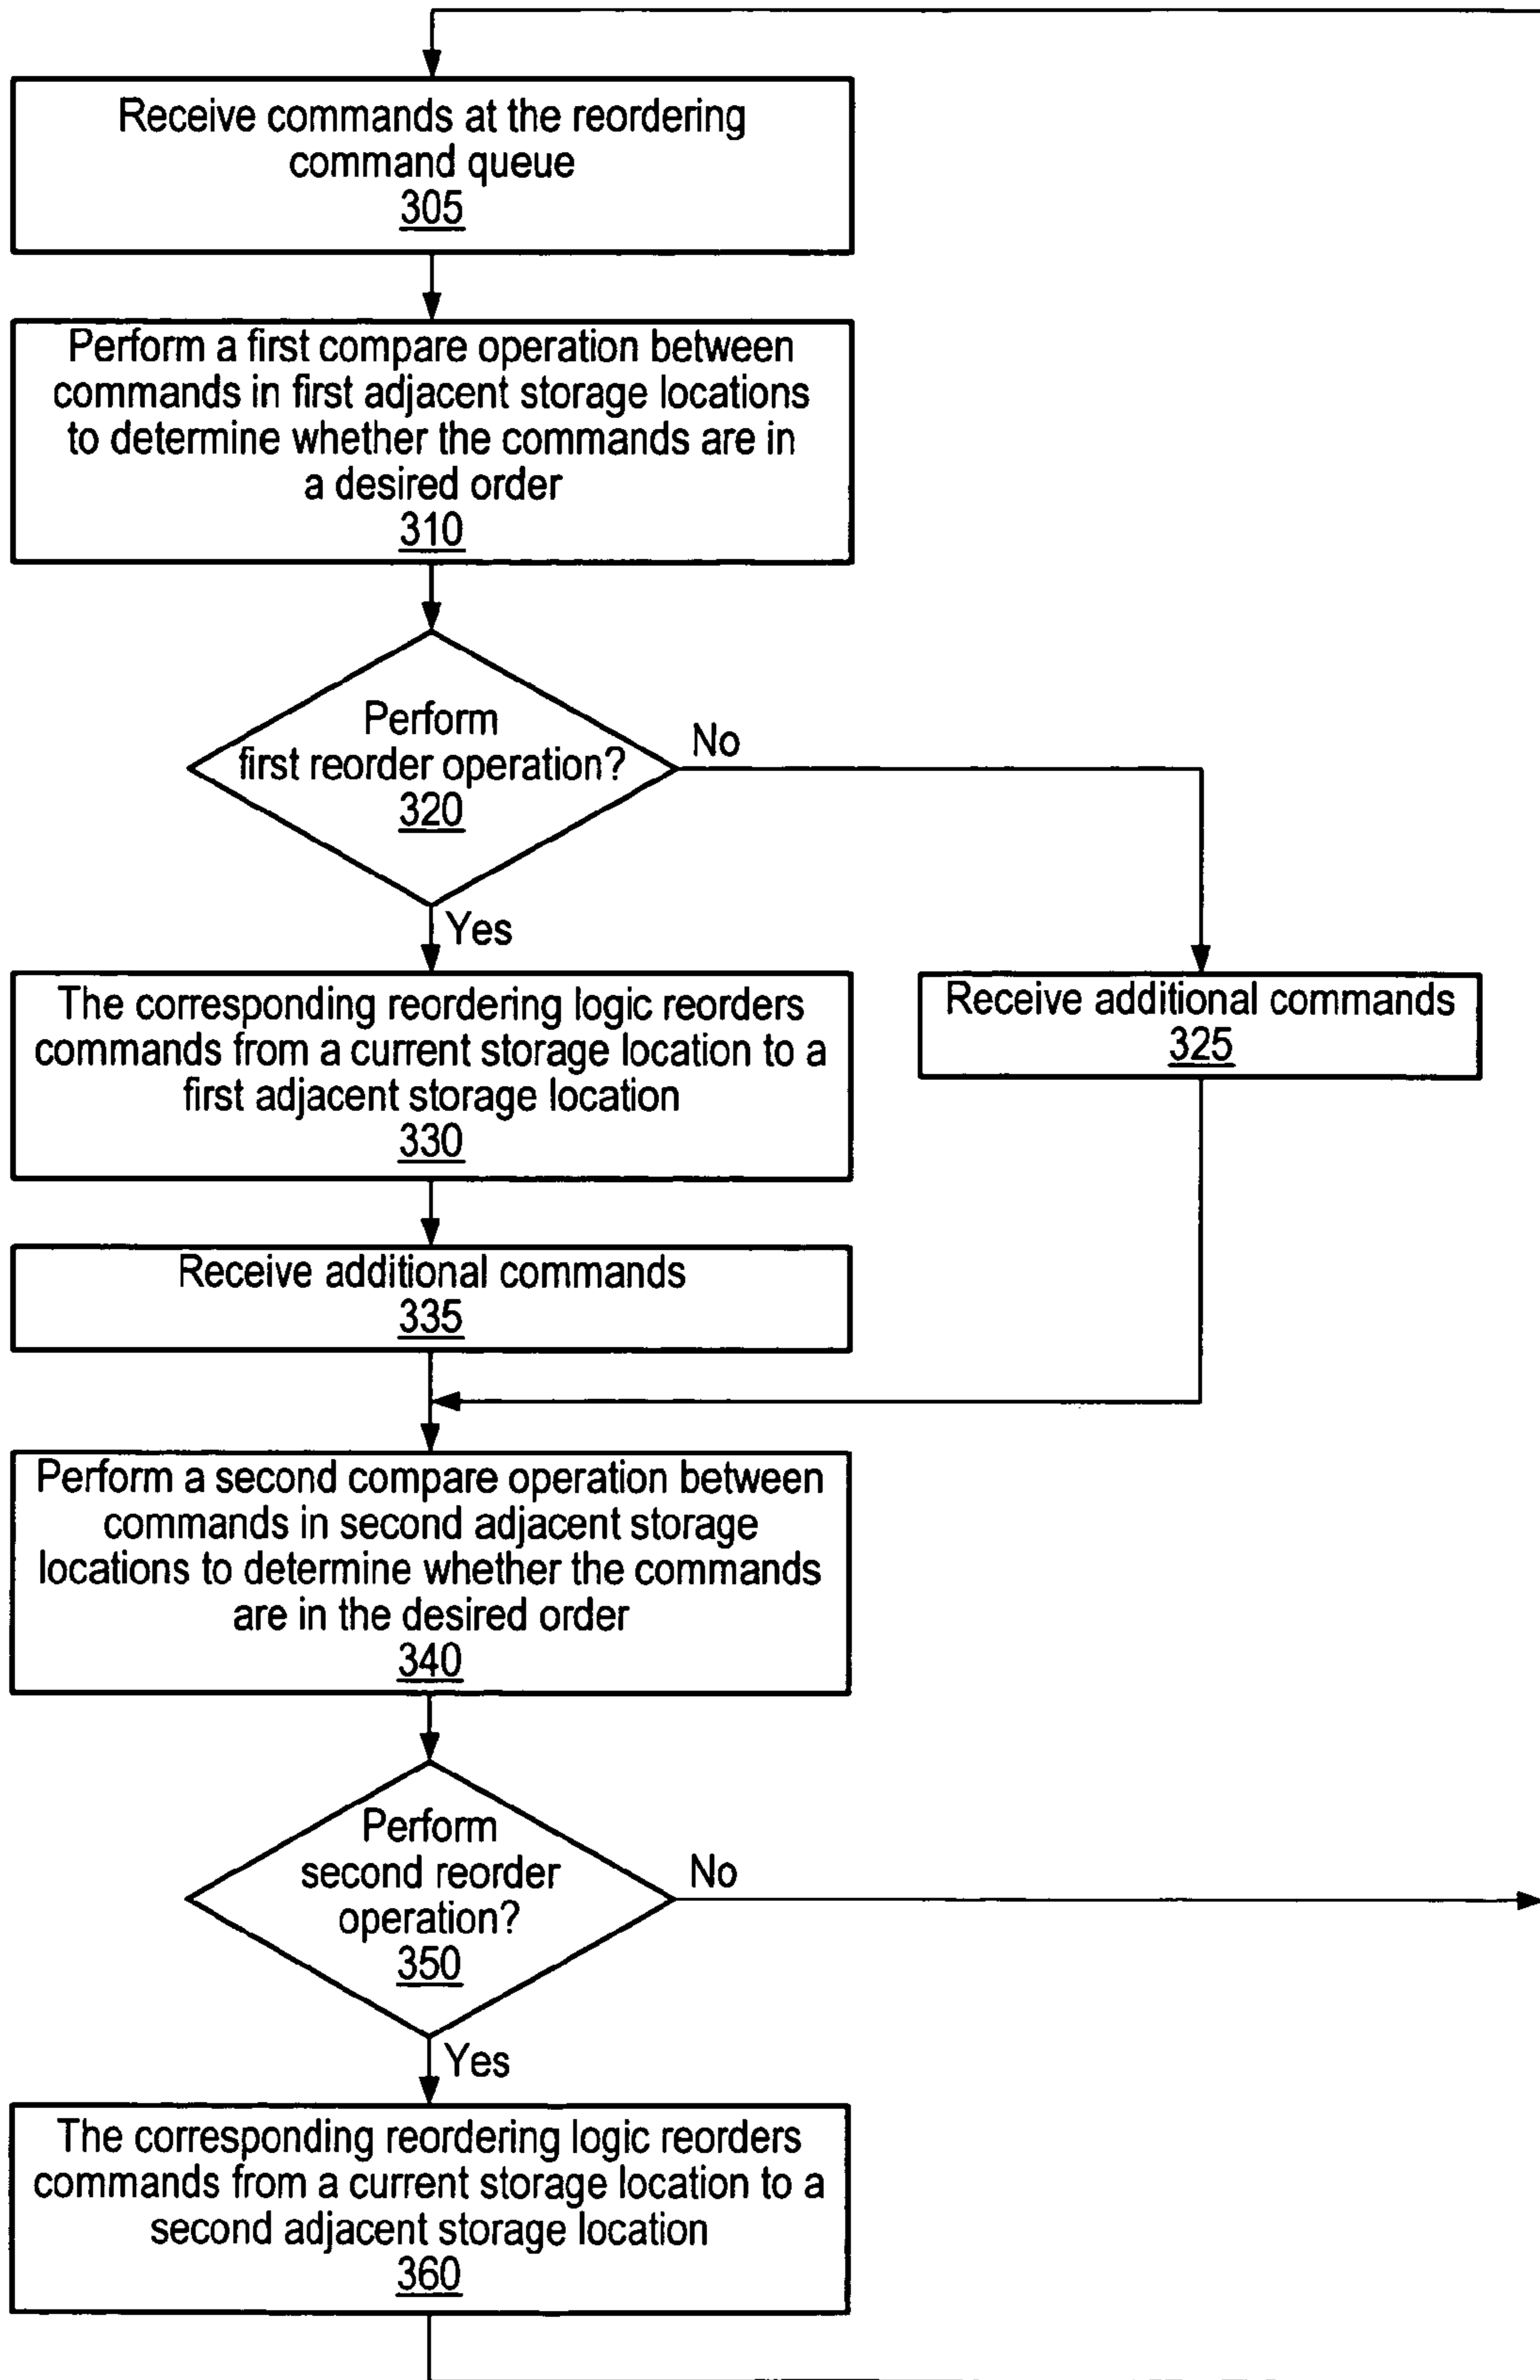 Receive commands at the reordering
command queue
305
Perform a first compare operation between
commands in first adjacent storage locations
to determine whether the commands are in
a desired order
310
Perform
first reorder operation?
320
No
Yes
The corresponding reordering logic reorders
commands from a current storage location to a
first adjacent storage location
330
Receive additional commands
325
Receive additional commands
335
Perform a second compare operation between
commands in second adjacent storage
locations to determine whether the commands
are in the desired order
340
Perform
second reorder
operation?
350
No
Yes
The corresponding reordering logic reorders
commands from a current storage location to a
second adjacent storage location
360